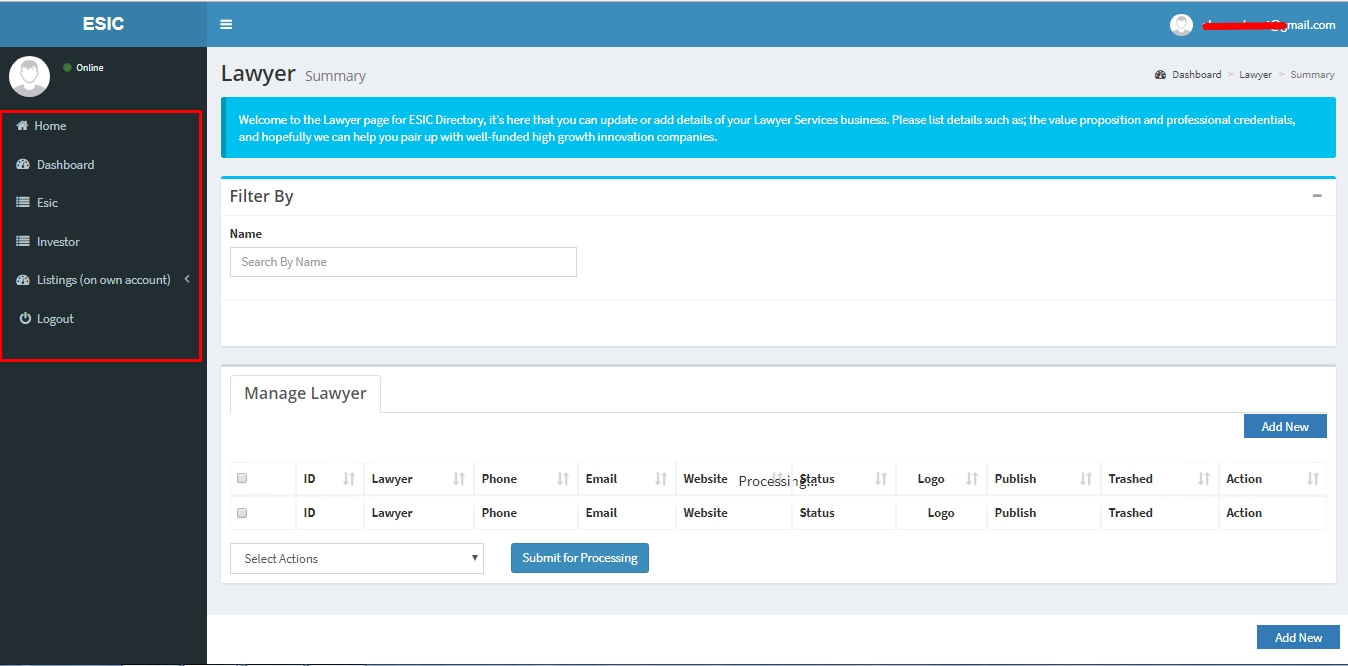 ESIC
@gmail.com
Online
Home
Dashboard
Esic
Investor
Listings (on own account)
Logout
Lawyer Summary
Dashboard > Lawyer > Summary
Welcome to the Lawyer page for ESIC Directory, it's here that you can update or add details of your Lawyer Services business. Please list details such as; the value proposition and professional credentials,
and hopefully we can help you pair up with well-funded high growth innovation companies.
Filter By
Name
Search By Name
Manage Lawyer
Add New
ID Lawyer Phone Email Website Processing... Status Logo Publish Trashed Action
ID Lawyer Phone Email Website Status Logo Publish Trashed Action
Select Actions Submit for Processing
Add New